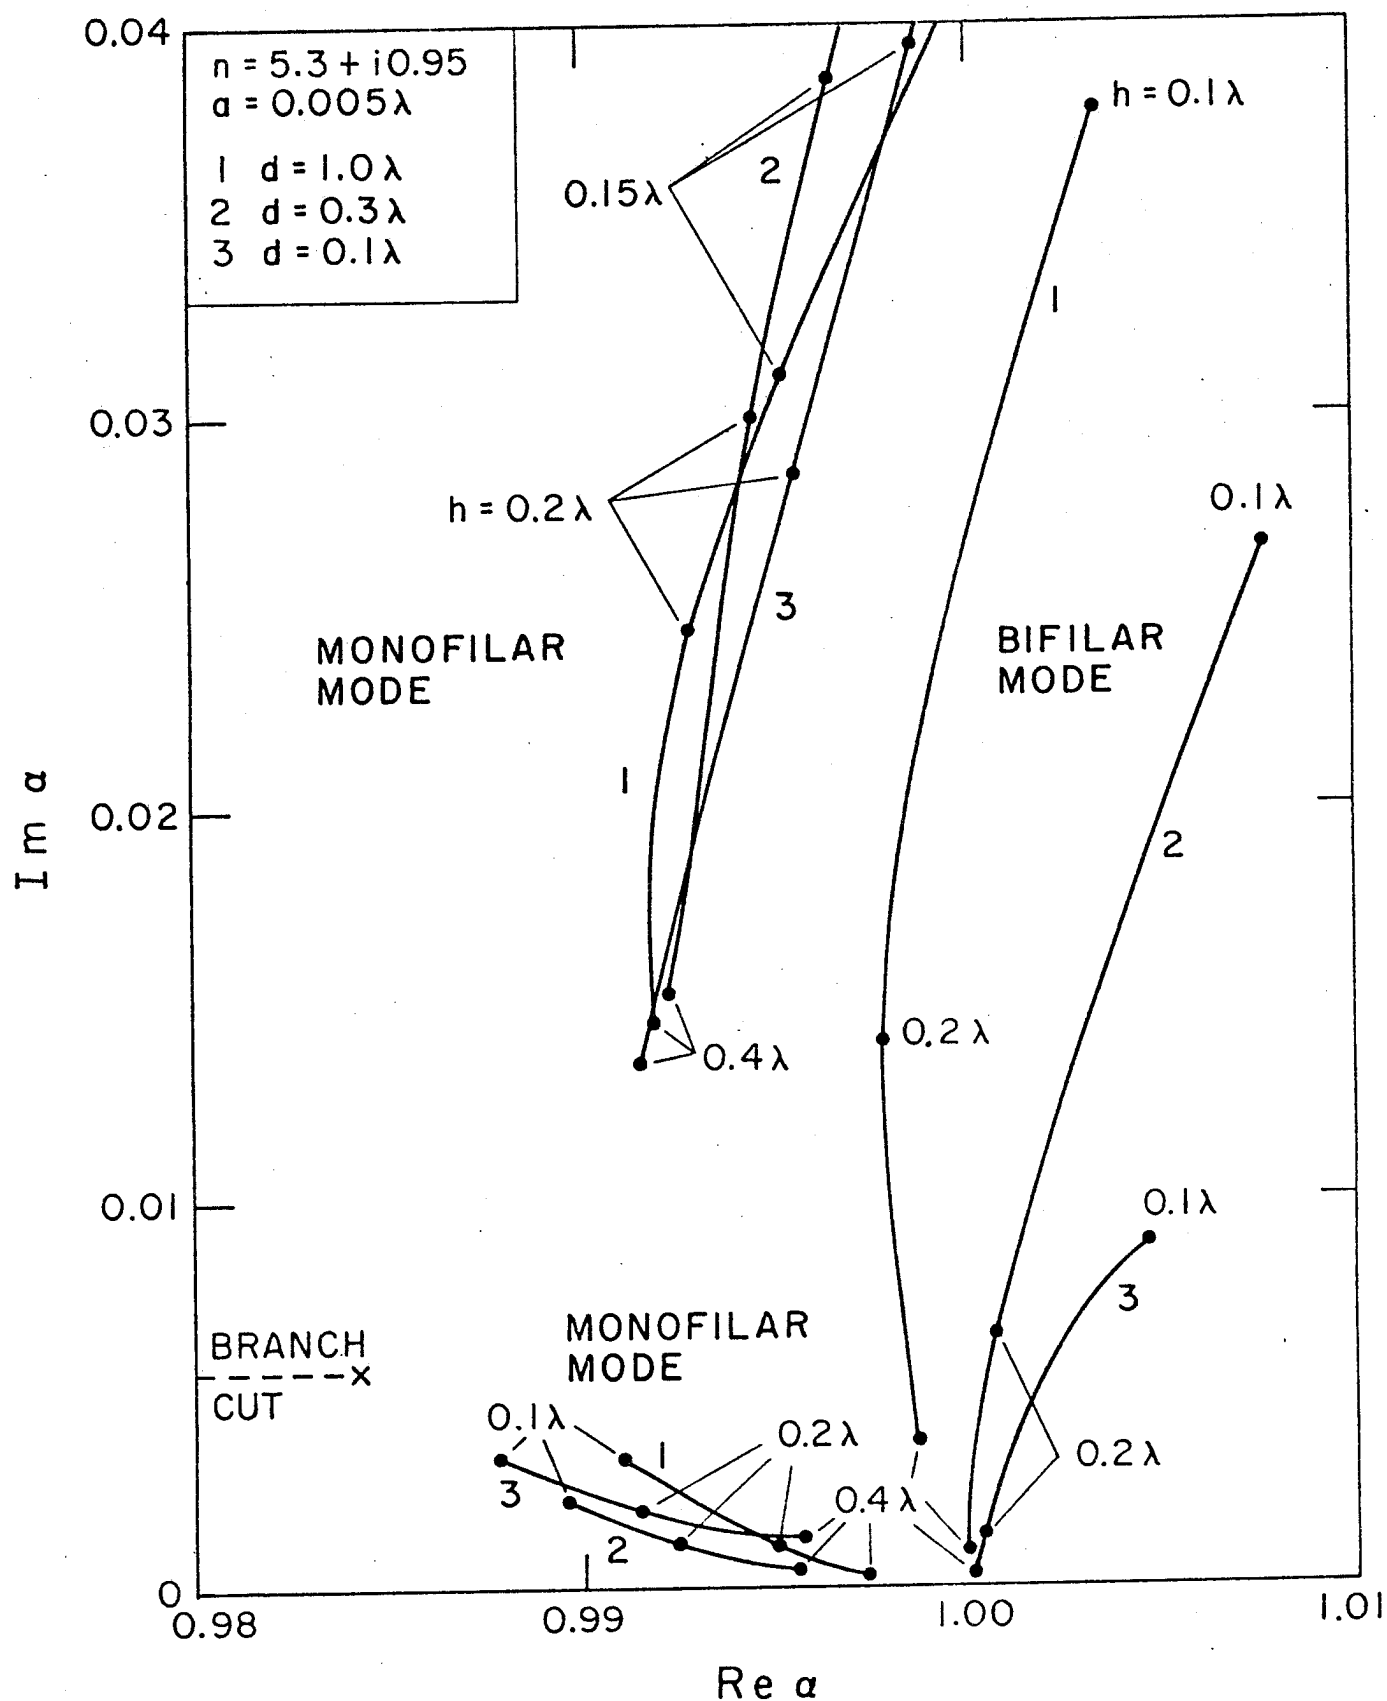 0.04
n = 5.3 + i0.95
a = 0.005λ
1 d = 1.0λ
2 d = 0.3λ
3 d = 0.1λ
h = 0.1λ
0.15λ
2
1
0.03
h = 0.2λ
0.1λ
3
MONOFILAR
MODE
BIFILAR
MODE
1
0.02
2
Im α
0.2λ
0.4λ
0.01
0.1λ
3
MONOFILAR
MODE
BRANCH
---- x
CUT
0.1λ
1
0.2λ
0.2λ
3
0.4λ
2
0
0.98
0.99
1.00
1.01
Re α